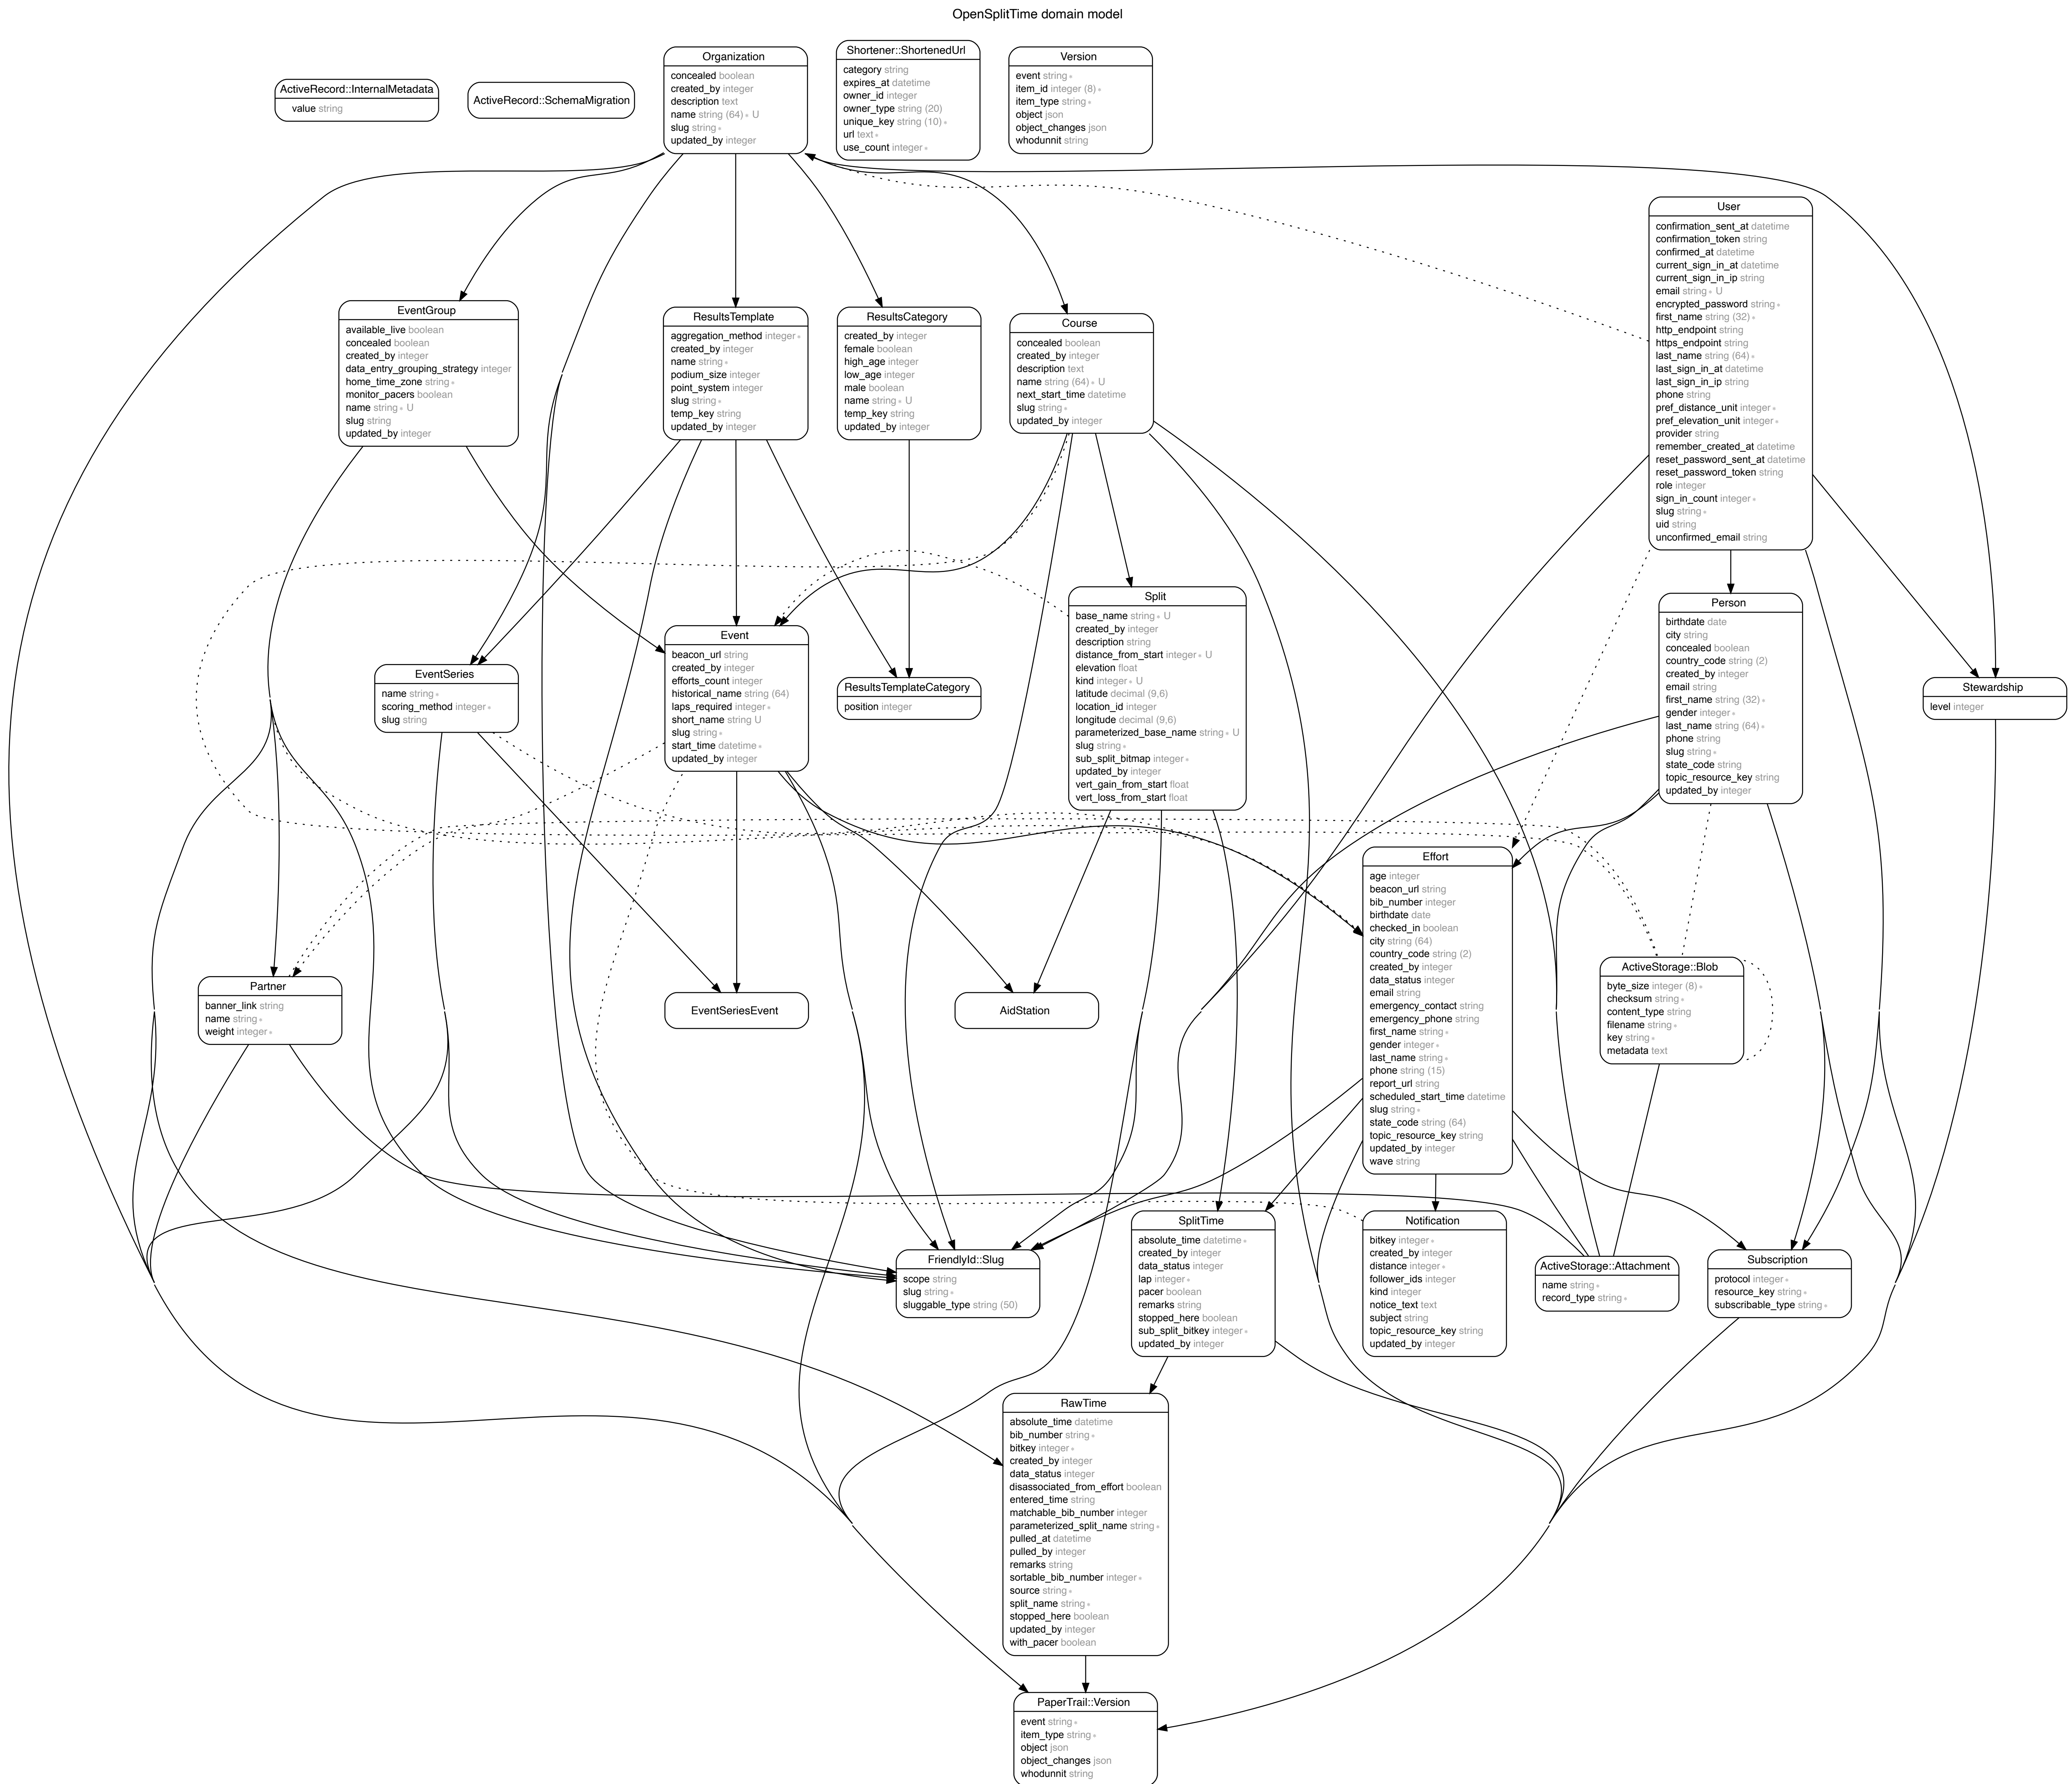 OpenSplitTime domain model
ActiveRecord::InternalMetadata
value string
ActiveRecord::SchemaMigration
Organization
concealed boolean
created_by integer
description text
name string (64) ∗ U
slug string ∗
updated_by integer
Shortener::ShortenedUrl
category string
expires_at datetime
owner_id integer
owner_type string (20)
unique_key string (10) ∗
url text ∗
use_count integer ∗
Version
event string ∗
item_id integer (8) ∗
item_type string ∗
object json
object_changes json
whodunnit string
User
confirmation_sent_at datetime
confirmation_token string
confirmed_at datetime
current_sign_in_at datetime
current_sign_in_ip string
email string ∗ U
encrypted_password string ∗
first_name string (32) ∗
http_endpoint string
https_endpoint string
last_name string (64) ∗
last_sign_in_at datetime
last_sign_in_ip string
phone string
pref_distance_unit integer ∗
pref_elevation_unit integer ∗
provider string
remember_created_at datetime
reset_password_sent_at datetime
reset_password_token string
role integer
sign_in_count integer ∗
slug string ∗
uid string
unconfirmed_email string
EventGroup
available_live boolean
concealed boolean
created_by integer
data_entry_grouping_strategy integer
home_time_zone string ∗
monitor_pacers boolean
name string ∗ U
slug string
updated_by integer
ResultsTemplate
aggregation_method integer ∗
created_by integer
name string ∗
podium_size integer
point_system integer
slug string ∗
temp_key string
updated_by integer
ResultsCategory
created_by integer
female boolean
high_age integer
low_age integer
male boolean
name string ∗ U
temp_key string
updated_by integer
Course
concealed boolean
created_by integer
description text
name string (64) ∗ U
next_start_time datetime
slug string ∗
updated_by integer
Split
base_name string ∗ U
created_by integer
description string
distance_from_start integer ∗ U
elevation float
kind integer ∗ U
latitude decimal (9,6)
location_id integer
longitude decimal (9,6)
parameterized_base_name string ∗ U
slug string ∗
sub_split_bitmap integer ∗
updated_by integer
vert_gain_from_start float
vert_loss_from_start float
Person
birthdate date
city string
concealed boolean
country_code string (2)
created_by integer
email string
first_name string (32) ∗
gender integer ∗
last_name string (64) ∗
phone string
slug string ∗
state_code string
topic_resource_key string
updated_by integer
Event
beacon_url string
created_by integer
efforts_count integer
historical_name string (64)
laps_required integer ∗
short_name string U
slug string ∗
start_time datetime ∗
updated_by integer
EventSeries
name string ∗
scoring_method integer ∗
slug string
ResultsTemplateCategory
position integer
Stewardship
level integer
Effort
age integer
beacon_url string
bib_number integer
birthdate date
checked_in boolean
city string (64)
country_code string (2)
created_by integer
data_status integer
email string
emergency_contact string
emergency_phone string
first_name string ∗
gender integer ∗
last_name string ∗
phone string (15)
report_url string
scheduled_start_time datetime
slug string ∗
state_code string (64)
topic_resource_key string
updated_by integer
wave string
Partner
banner_link string
name string ∗
weight integer ∗
EventSeriesEvent
AidStation
ActiveStorage::Blob
byte_size integer (8) ∗
checksum string ∗
content_type string
filename string ∗
key string ∗
metadata text
FriendlyId::Slug
scope string
slug string ∗
sluggable_type string (50)
SplitTime
absolute_time datetime ∗
created_by integer
data_status integer
lap integer ∗
pacer boolean
remarks string
stopped_here boolean
sub_split_bitkey integer ∗
updated_by integer
Notification
bitkey integer ∗
created_by integer
distance integer ∗
follower_ids integer
kind integer
notice_text text
subject string
topic_resource_key string
updated_by integer
ActiveStorage::Attachment
name string ∗
record_type string ∗
Subscription
protocol integer ∗
resource_key string ∗
subscribable_type string ∗
RawTime
absolute_time datetime
bib_number string ∗
bitkey integer ∗
created_by integer
data_status integer
disassociated_from_effort boolean
entered_time string
matchable_bib_number integer
parameterized_split_name string ∗
pulled_at datetime
pulled_by integer
remarks string
sortable_bib_number integer ∗
source string ∗
split_name string ∗
stopped_here boolean
updated_by integer
with_pacer boolean
PaperTrail::Version
event string ∗
item_type string ∗
object json
object_changes json
whodunnit string